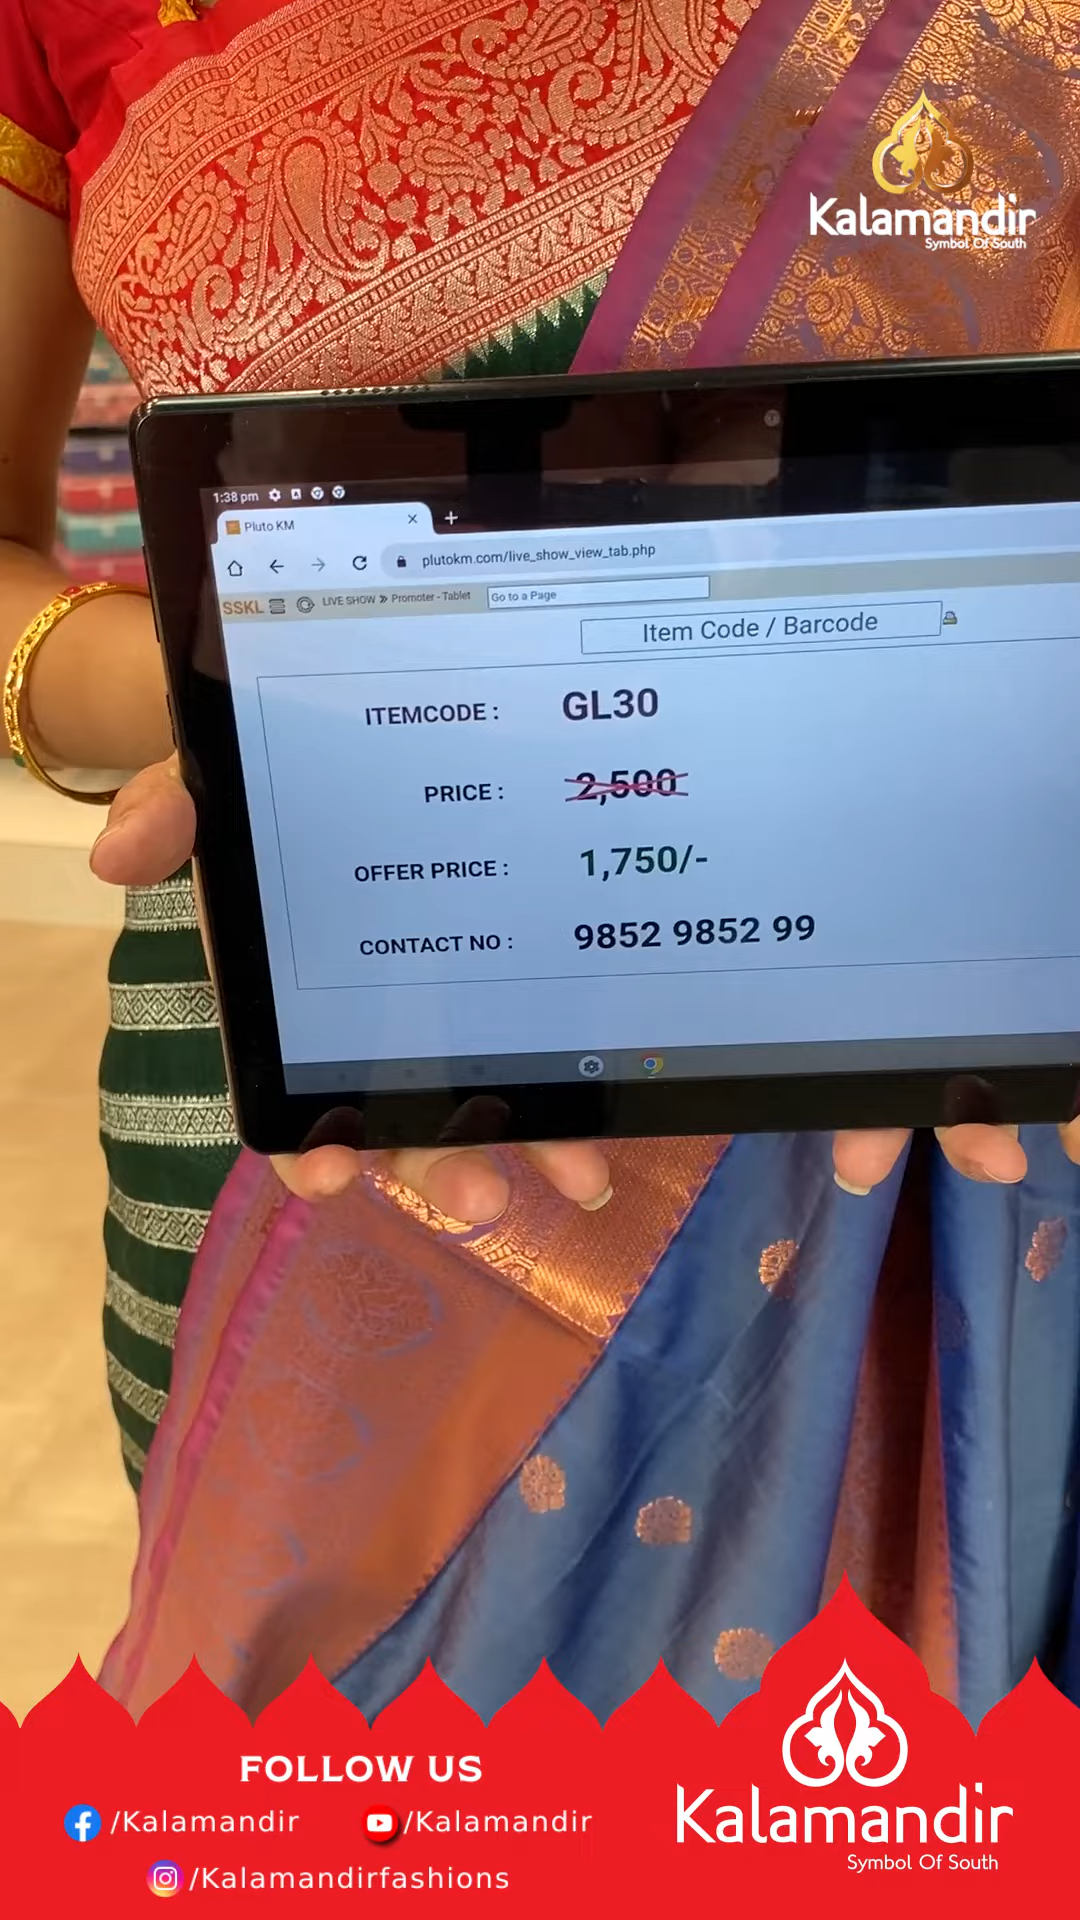 Kalamandir
Symbol Of South
1:38 pm
Pluto KM
plutokm.com/live_show_view_tab.php
SSKL
LIVE SHOW » Promoter - Tablet
Go to a Page
Item Code / Barcode
ITEMCODE : GL30
PRICE : 2,500
OFFER PRICE : 1,750/-
CONTACT NO : 9852 9852 99
FOLLOW US
/Kalamandir /Kalamandir
/Kalamandirfashions
Kalamandir
Symbol Of South